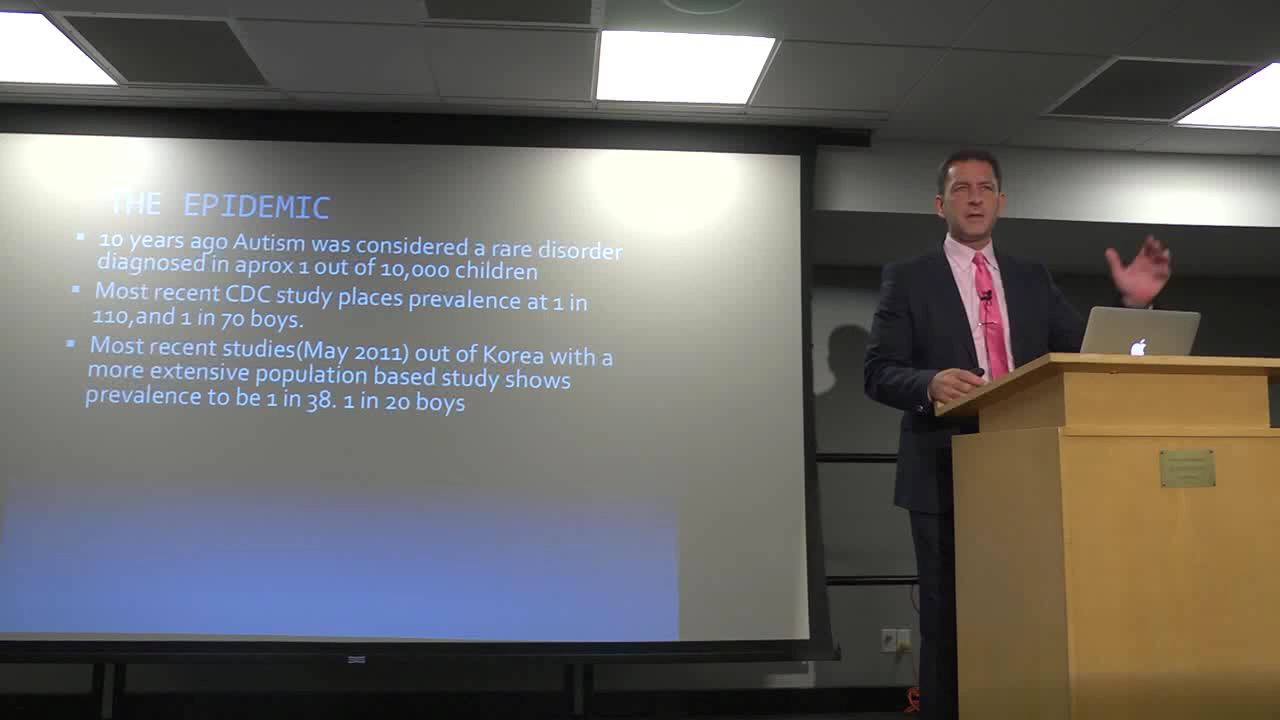 THE EPIDEMIC
10 years ago Autism was considered a rare disorder
diagnosed in aprox 1 out of 10,000 children
Most recent CDC study places prevalence at 1 in
110,and 1 in 70 boys.
Most recent studies(May 2011) out of Korea with a
more extensive population based study shows
prevalence to be 1 in 38. 1 in 20 boys